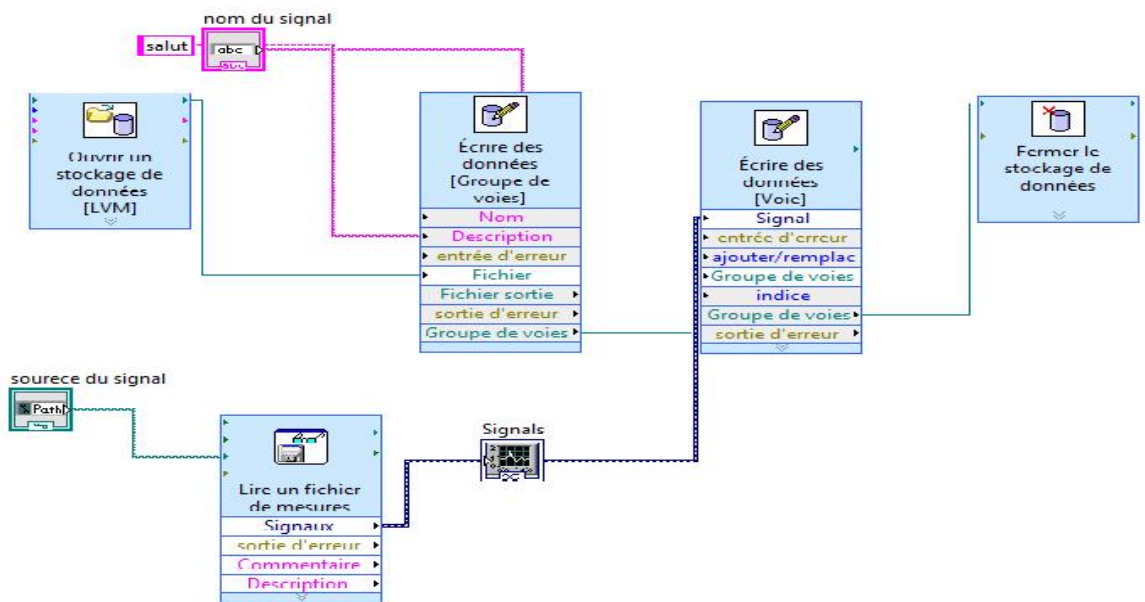 nom du signal
salut
abc
abc
Ouvrir un
stockage de
données
[LVM]
Écrire des
données
[Groupe de
voies]
Nom
Description
entrée d'erreur
Fichier
Fichier sortie
sortie d'erreur
Groupe de voies
Écrire des
données
[Voie]
Signal
entrée d'erreur
ajouter/remplac
Groupe de voies
indice
Groupe de voies
sortie d'erreur
Fermer le
stockage de
données
sourece du signal
Path
Lire un fichier
de mesures
Signaux
sortie d'erreur
Commentaire
Description
Signals